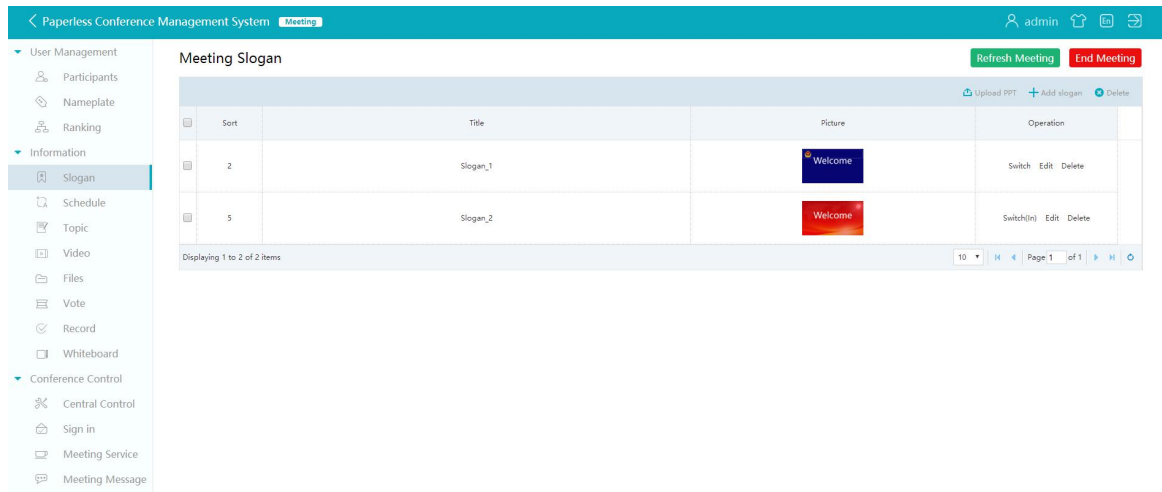 Paperless Conference Management System Meeting
admin En
User Management
Participants
Nameplate
Ranking
Information
Slogan
Schedule
Topic
Video
Files
Vote
Record
Whiteboard
Conference Control
Central Control
Sign in
Meeting Service
Meeting Message
Meeting Slogan
Refresh Meeting End Meeting
Upload PPT Add slogan Delete
Sort Title Picture Operation
2 Slogan_1 Welcome Switch Edit Delete
5 Slogan_2 Welcome Switch(In) Edit Delete
Displaying 1 to 2 of 2 items 10 Page 1 of 1